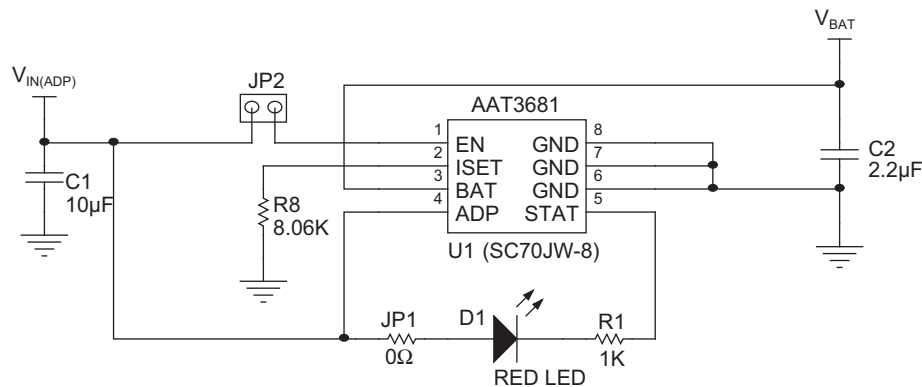 V_BAT
V_IN(ADP)
JP2
AAT3681
1 EN GND 8
2 ISET GND 7
3 BAT GND 6
4 ADP STAT 5
U1 (SC70JW-8)
C1
10µF
R8
8.06K
C2
2.2µF
JP1
0Ω
D1
RED LED
R1
1K